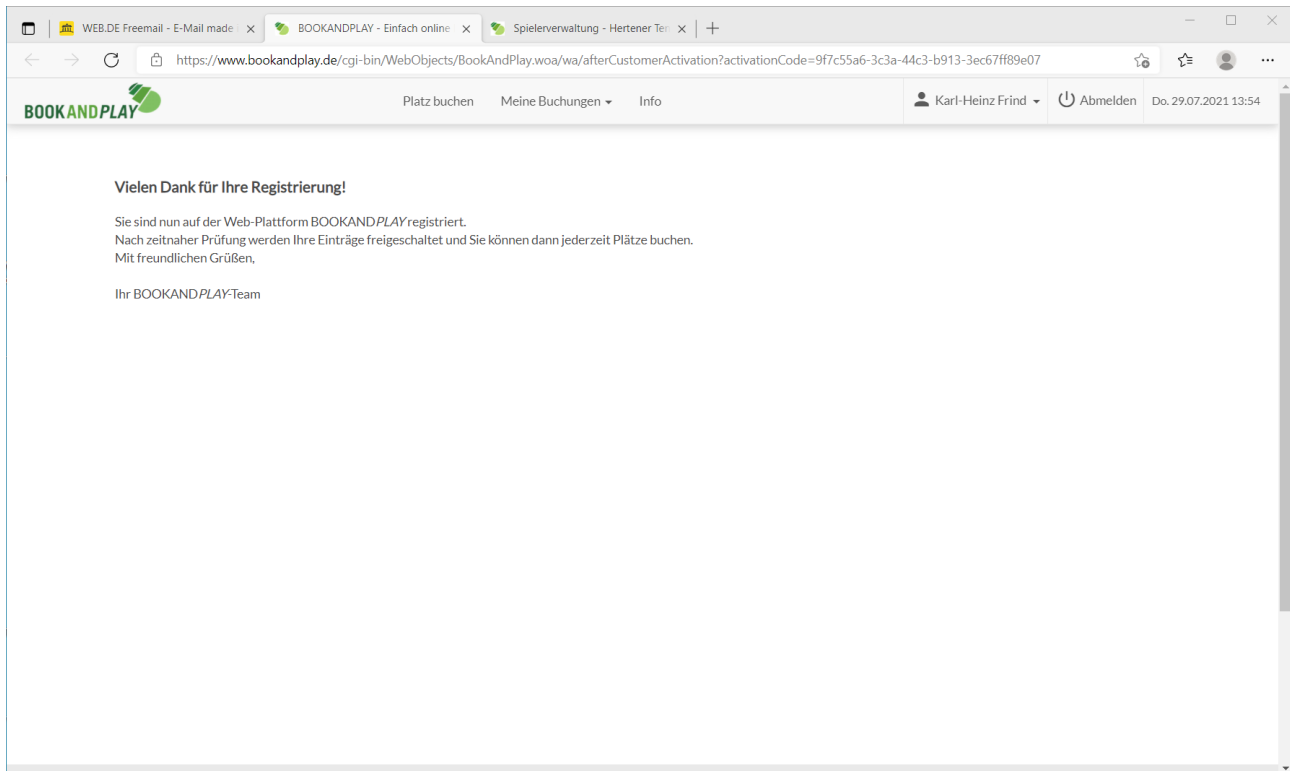 WEB.DE Freemail - E-Mail made
BOOKANDPLAY - Einfach online
Spielerverwaltung - Hertener Ten
https://www.bookandplay.de/cgi-bin/WebObjects/BookAndPlay.woa/wa/afterCustomerActivation?activationCode=9f7c55a6-3c3a-44c3-b913-3ec67ff89e07
BOOKANDPLAY
Platz buchen
Meine Buchungen
Info
Karl-Heinz Frind
Abmelden
Do. 29.07.2021 13:54
Vielen Dank für Ihre Registrierung!
Sie sind nun auf der Web-Plattform BOOKANDPLAY registriert.
Nach zeitnaher Prüfung werden Ihre Einträge freigeschaltet und Sie können dann jederzeit Plätze buchen.
Mit freundlichen Grüßen,
Ihr BOOKANDPLAY-Team